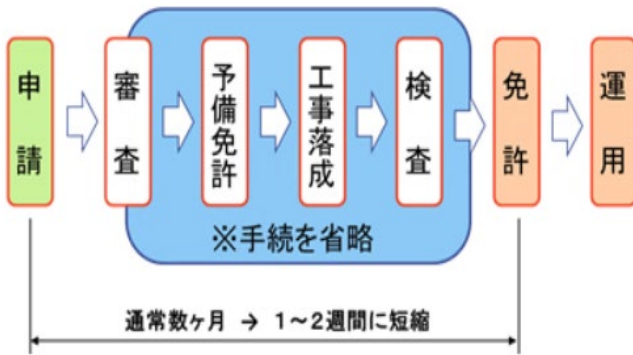 申請
審査
予備免許
工事落成
検査
免許
運用
※手続を省略
通常数ヶ月 → 1～2週間に短縮